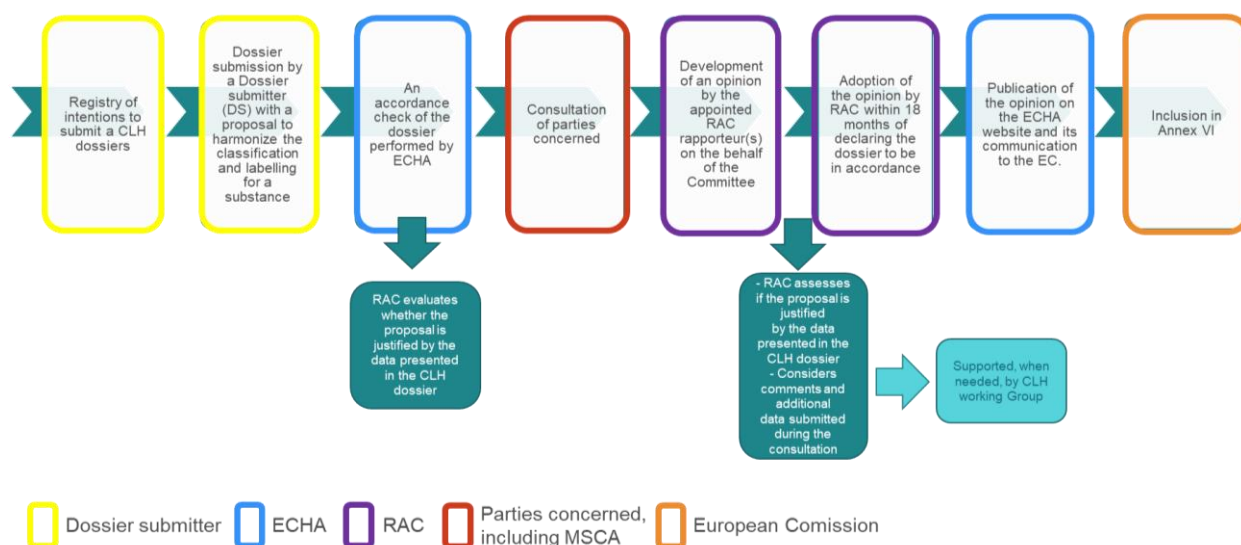 Registry of
intentions to
submit a CLH
dossiers
Dossier
submission by
a Dossier
submitter
(DS) with a
proposal to
harmonize the
classification
and labelling
for a
substance
An
accordance
check of the
dossier
performed by
ECHA
Consultation
of parties
concerned
Development
of an opinion
by the
appointed
RAC
rapporteur(s)
on the behalf
of the
Committee
Adoption of
the opinion by
RAC within 18
months of
declaring the
dossier to be
in accordance
Publication of
the opinion on
the ECHA
website and its
communication
to the EC.
Inclusion in
Annex VI
RAC evaluates
whether the
proposal is
justified by the
data presented
in the CLH
dossier
- RAC assesses
if the proposal is
justified
by the data
presented in the
CLH dossier
- Considers
comments and
additional
data submitted
during the
consultation
Supported, when
needed, by CLH
working Group
Dossier submitter
ECHA
RAC
Parties concerned,
including MSCA
European Comission